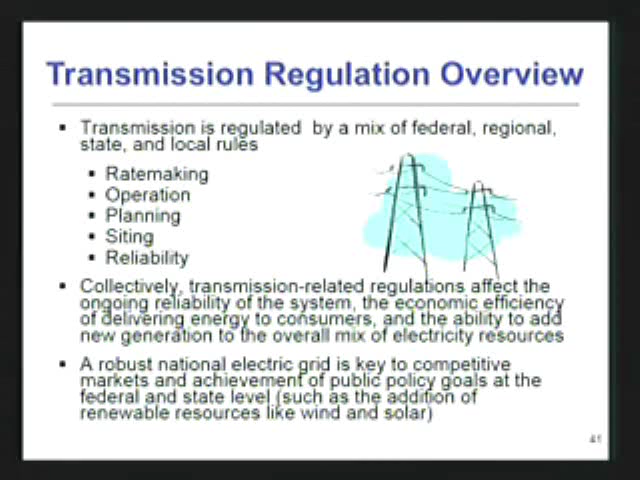 Transmission Regulation Overview
▪ Transmission is regulated by a mix of federal, regional,
state, and local rules
▪ Ratemaking
▪ Operation
▪ Planning
▪ Siting
▪ Reliability
▪ Collectively, transmission-related regulations affect the
ongoing reliability of the system, the economic efficiency
of delivering energy to consumers, and the ability to add
new generation to the overall mix of electricity resources
▪ A robust national electric grid is key to competitive
markets and achievement of public policy goals at the
federal and state level (such as the addition of
renewable resources like wind and solar)
41